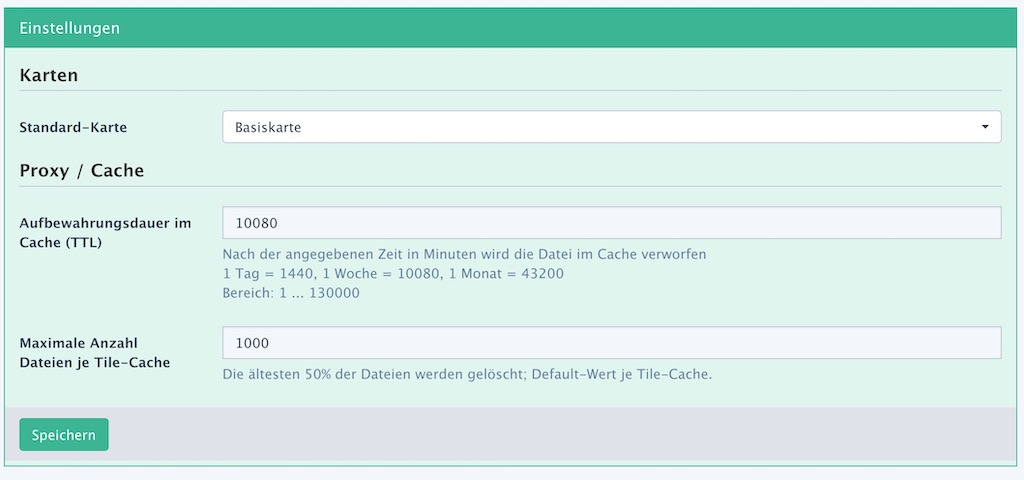 Einstellungen
Karten
Standard-Karte
Basiskarte
Proxy / Cache
Aufbewahrungsdauer im
Cache (TTL)
10080
Nach der angegebenen Zeit in Minuten wird die Datei im Cache verworfen
1 Tag = 1440, 1 Woche = 10080, 1 Monat = 43200
Bereich: 1 ... 130000
Maximale Anzahl
Dateien je Tile-Cache
1000
Die ältesten 50% der Dateien werden gelöscht; Default-Wert je Tile-Cache.
Speichern